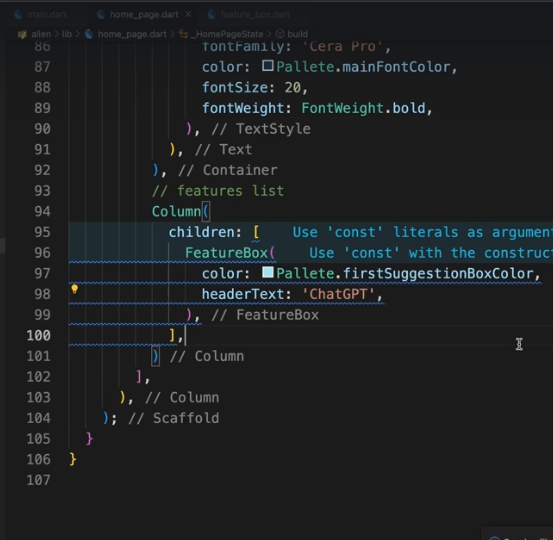 main.dart home_page.dart × feature_box.dart
allen > lib > home_page.dart > _HomePageState > build
86 fontFamily: 'Cera Pro',
87 color: Pallete.mainFontColor,
88 fontSize: 20,
89 fontWeight: FontWeight.bold,
90 ), // TextStyle
91 ), // Text
92 ), // Container
93 // features list
94 Column(
95 children: [ Use 'const' literals as argument
96 FeatureBox( Use 'const' with the construct
97 color: Pallete.firstSuggestionBoxColor,
98 headerText: 'ChatGPT',
99 ), // FeatureBox
100 ],
101 ) // Column
102 ],
103 ), // Column
104 ); // Scaffold
105 }
106 }
107